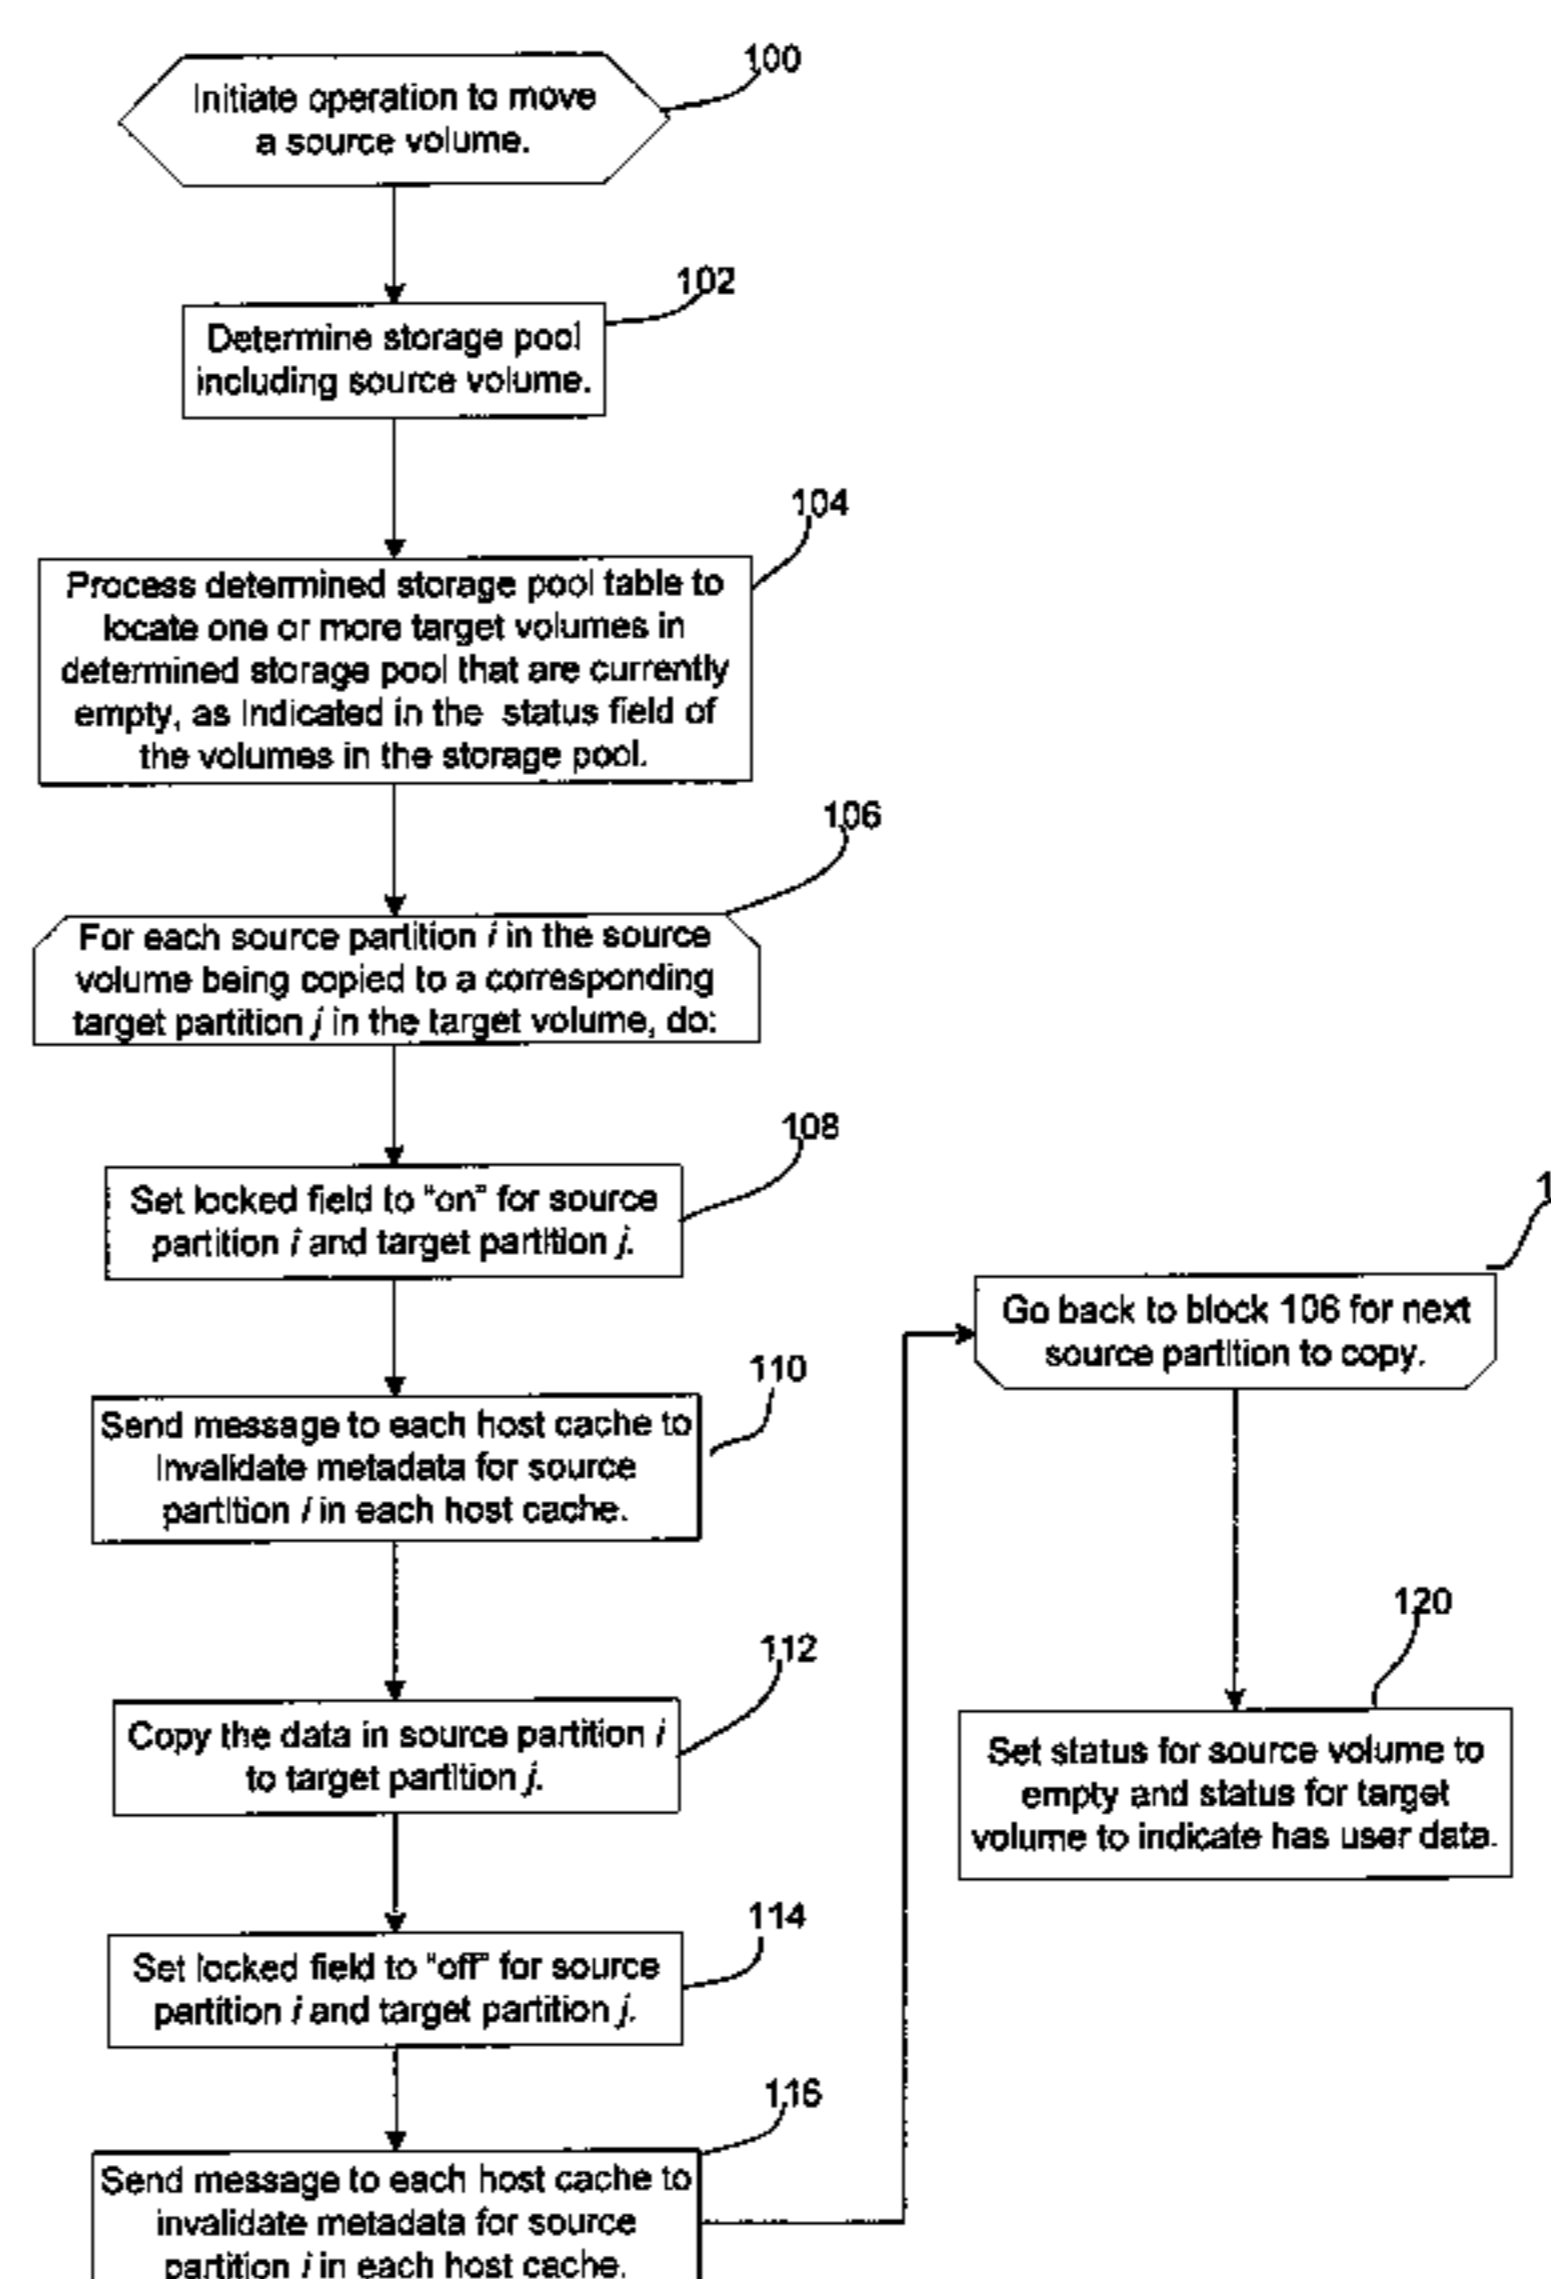 100
Initiate operation to move
a source volume.
102
Determine storage pool
including source volume.
104
Process determined storage pool table to
locate one or more target volumes in
determined storage pool that are currently
empty, as indicated in the status field of
the volumes in the storage pool.
106
For each source partition i in the source
volume being copied to a corresponding
target partition j in the target volume, do:
108
Set locked field to "on" for source
partition i and target partition j.
110
Send message to each host cache to
invalidate metadata for source
partition i in each host cache.
112
Copy the data in source partition i
to target partition j.
114
Set locked field to "off" for source
partition i and target partition j.
116
Send message to each host cache to
invalidate metadata for source
partition i in each host cache.
Go back to block 106 for next
source partition to copy.
120
Set status for source volume to
empty and status for target
volume to indicate has user data.